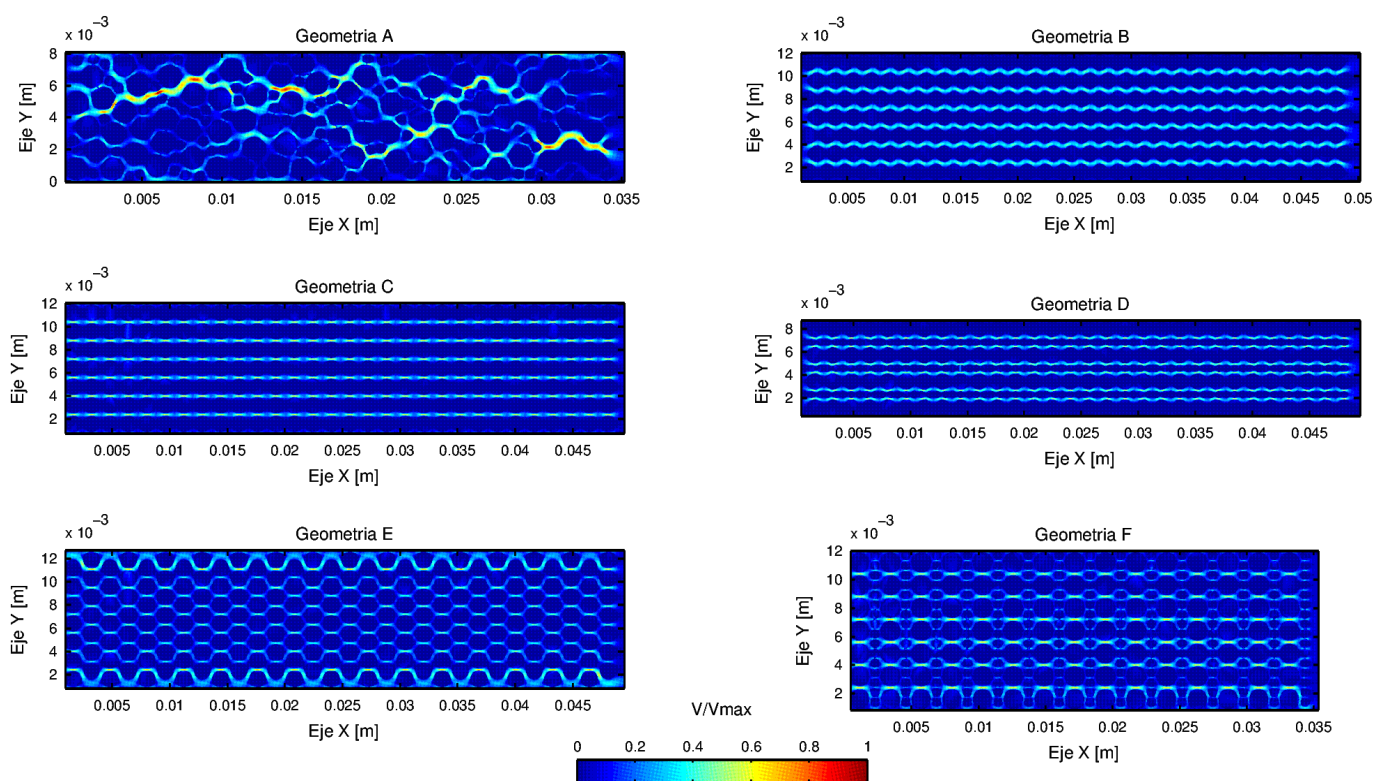 x 10⁻³
Geometria A
8
6
4
2
0
Eje Y [m]
0.005 0.01 0.015 0.02 0.025 0.03 0.035
Eje X [m]
x 10⁻³
Geometria B
12
10
8
6
4
2
Eje Y [m]
0.005 0.01 0.015 0.02 0.025 0.03 0.035 0.04 0.045 0.05
Eje X [m]
x 10⁻³
Geometria C
12
10
8
6
4
2
Eje Y [m]
0.005 0.01 0.015 0.02 0.025 0.03 0.035 0.04 0.045
Eje X [m]
x 10⁻³
Geometria D
8
6
4
2
Eje Y [m]
0.005 0.01 0.015 0.02 0.025 0.03 0.035 0.04 0.045
Eje X [m]
x 10⁻³
Geometria E
12
10
8
6
4
2
Eje Y [m]
0.005 0.01 0.015 0.02 0.025 0.03 0.035 0.04 0.045
Eje X [m]
x 10⁻³
Geometria F
12
10
8
6
4
2
Eje Y [m]
0.005 0.01 0.015 0.02 0.025 0.03 0.035
Eje X [m]
V/Vmax
0 0.2 0.4 0.6 0.8 1